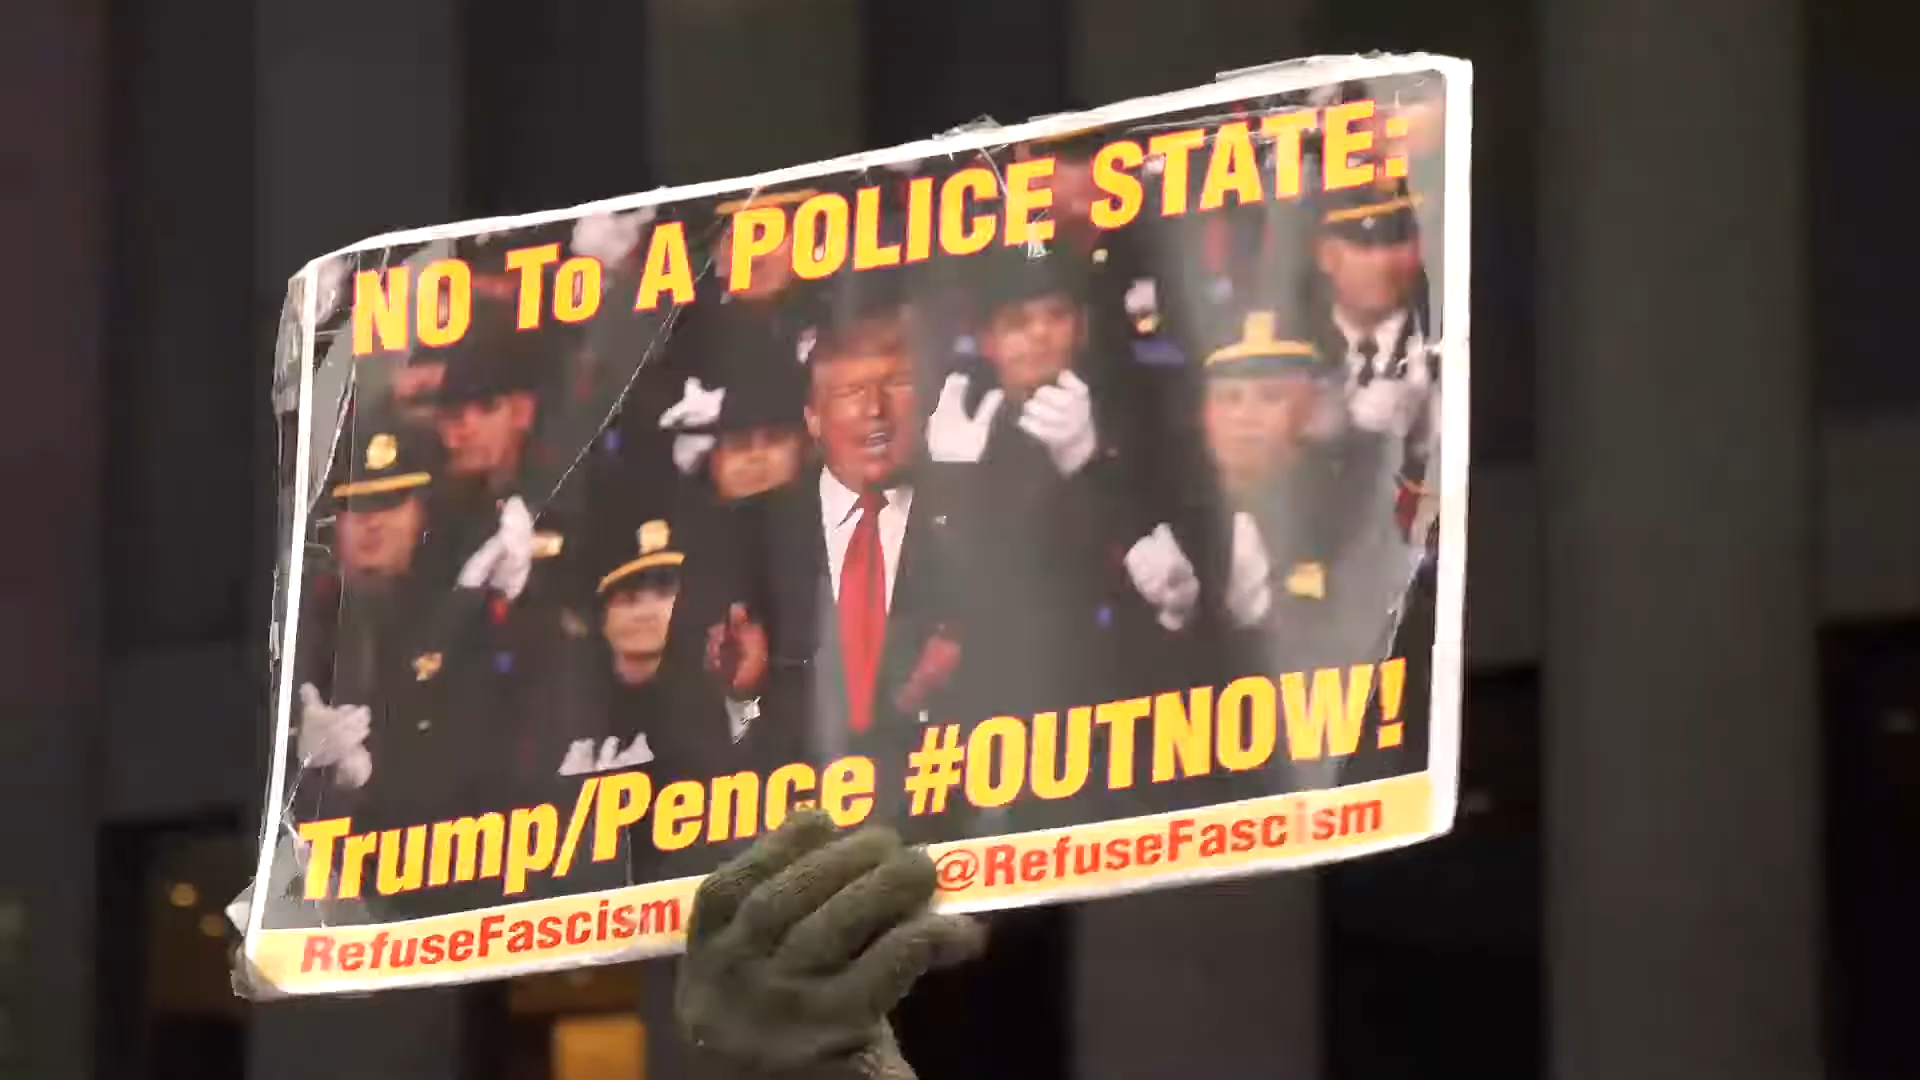 NO To A POLICE STATE:
Trump/Pence #OUTNOW!
RefuseFascism @RefuseFascism